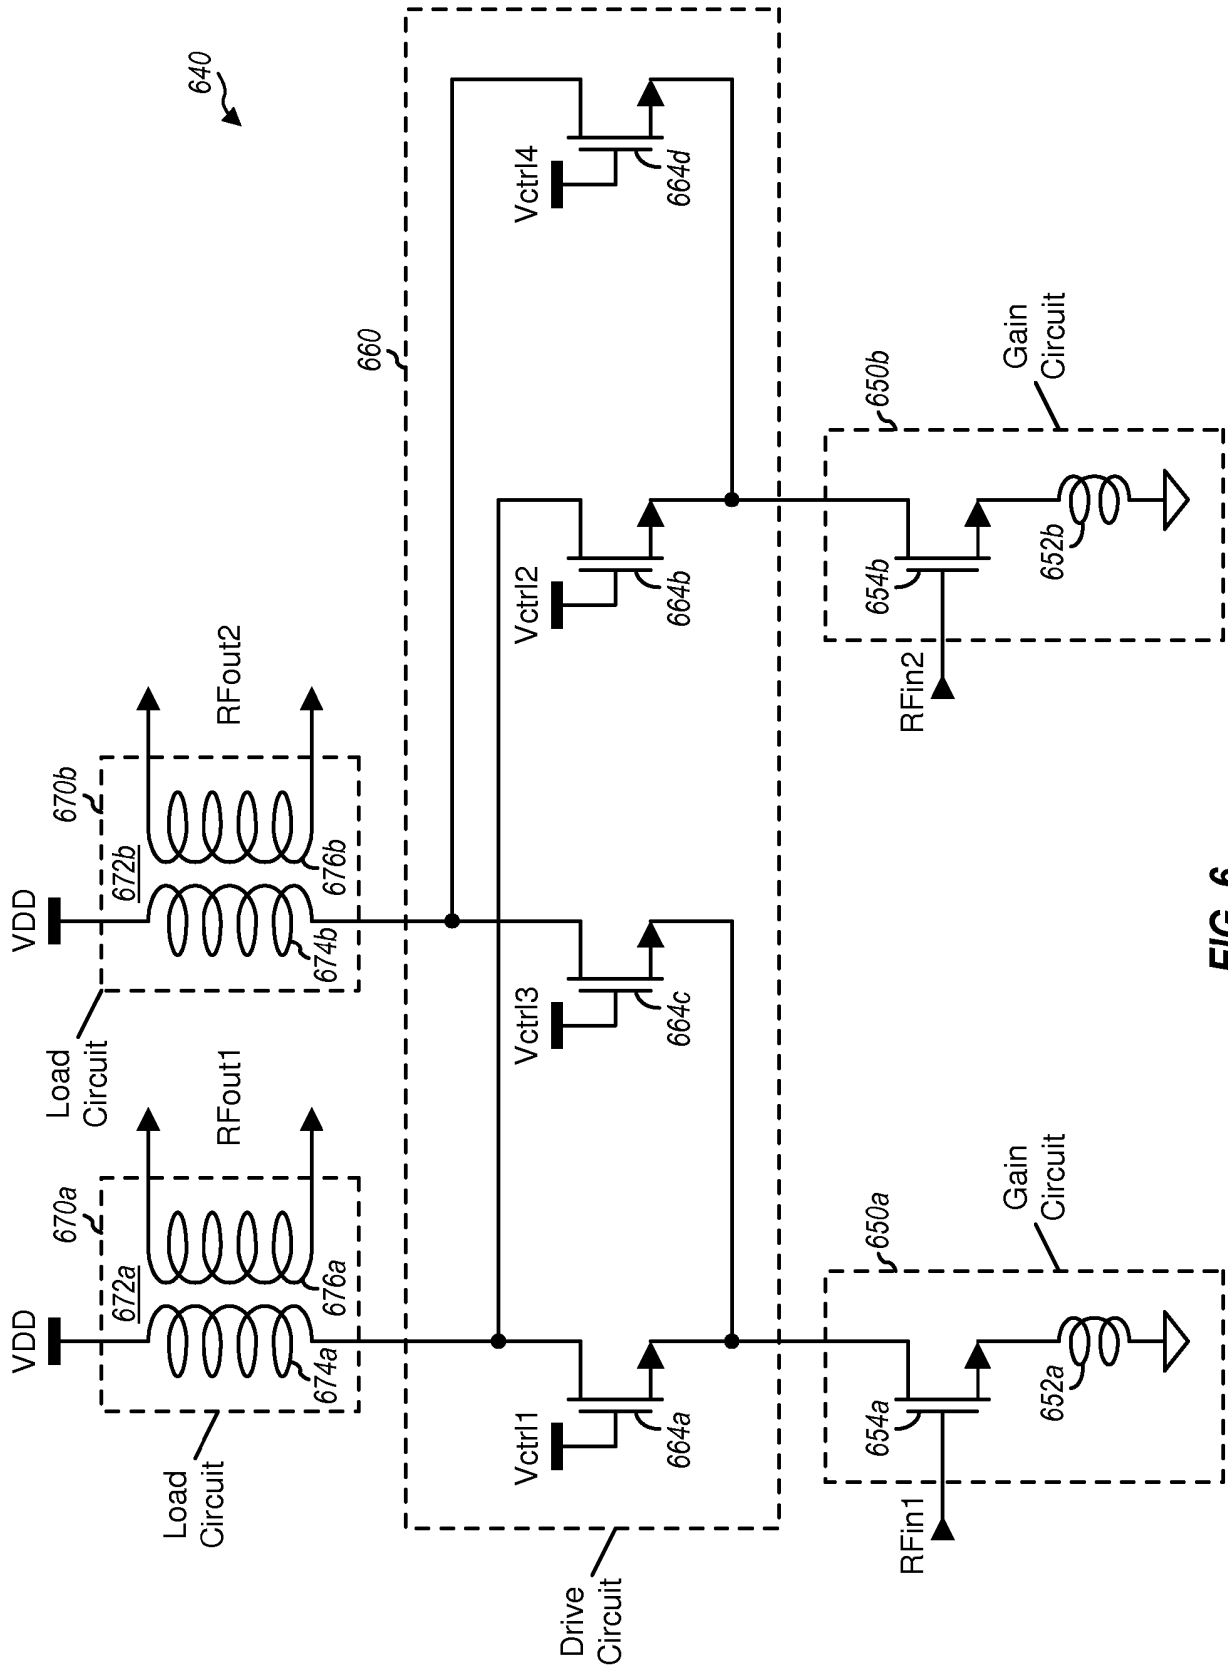 640
VDD
VDD
670a
670b
672a
672b
Load
Circuit
Load
Circuit
674a
676a
RFout1
674b
676b
RFout2
660
Vctrl1
Vctrl3
Vctrl2
Vctrl4
664a
664c
664b
664d
Drive
Circuit
650a
650b
RFin1
654a
RFin2
654b
Gain
Circuit
Gain
Circuit
652a
652b
FIG. 6